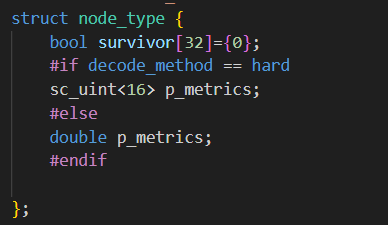 struct node_type {
bool survivor[32]={0};
#if decode_method == hard
sc_uint<16> p_metrics;
#else
double p_metrics;
#endif
};